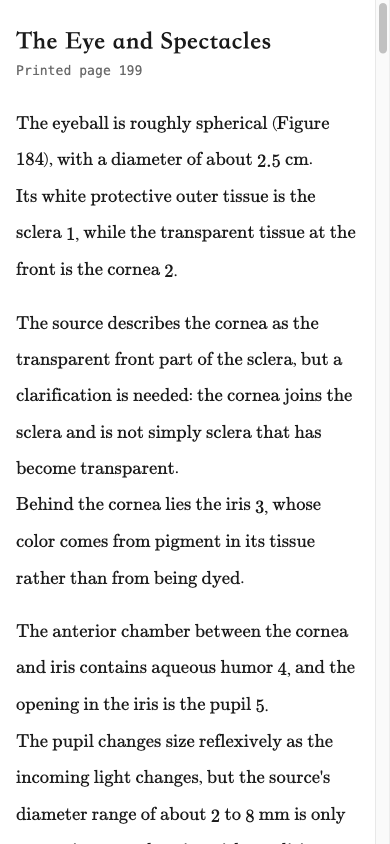 The Eye and Spectacles
Printed page 199
The eyeball is roughly spherical (Figure
184), with a diameter of about 2.5 cm.
Its white protective outer tissue is the
sclera 1, while the transparent tissue at the
front is the cornea 2.
The source describes the cornea as the
transparent front part of the sclera, but a
clarification is needed: the cornea joins the
sclera and is not simply sclera that has
become transparent.
Behind the cornea lies the iris 3, whose
color comes from pigment in its tissue
rather than from being dyed.
The anterior chamber between the cornea
and iris contains aqueous humor 4, and the
opening in the iris is the pupil 5.
The pupil changes size reflexively as the
incoming light changes, but the source's
diameter range of about 2 to 8 mm is only